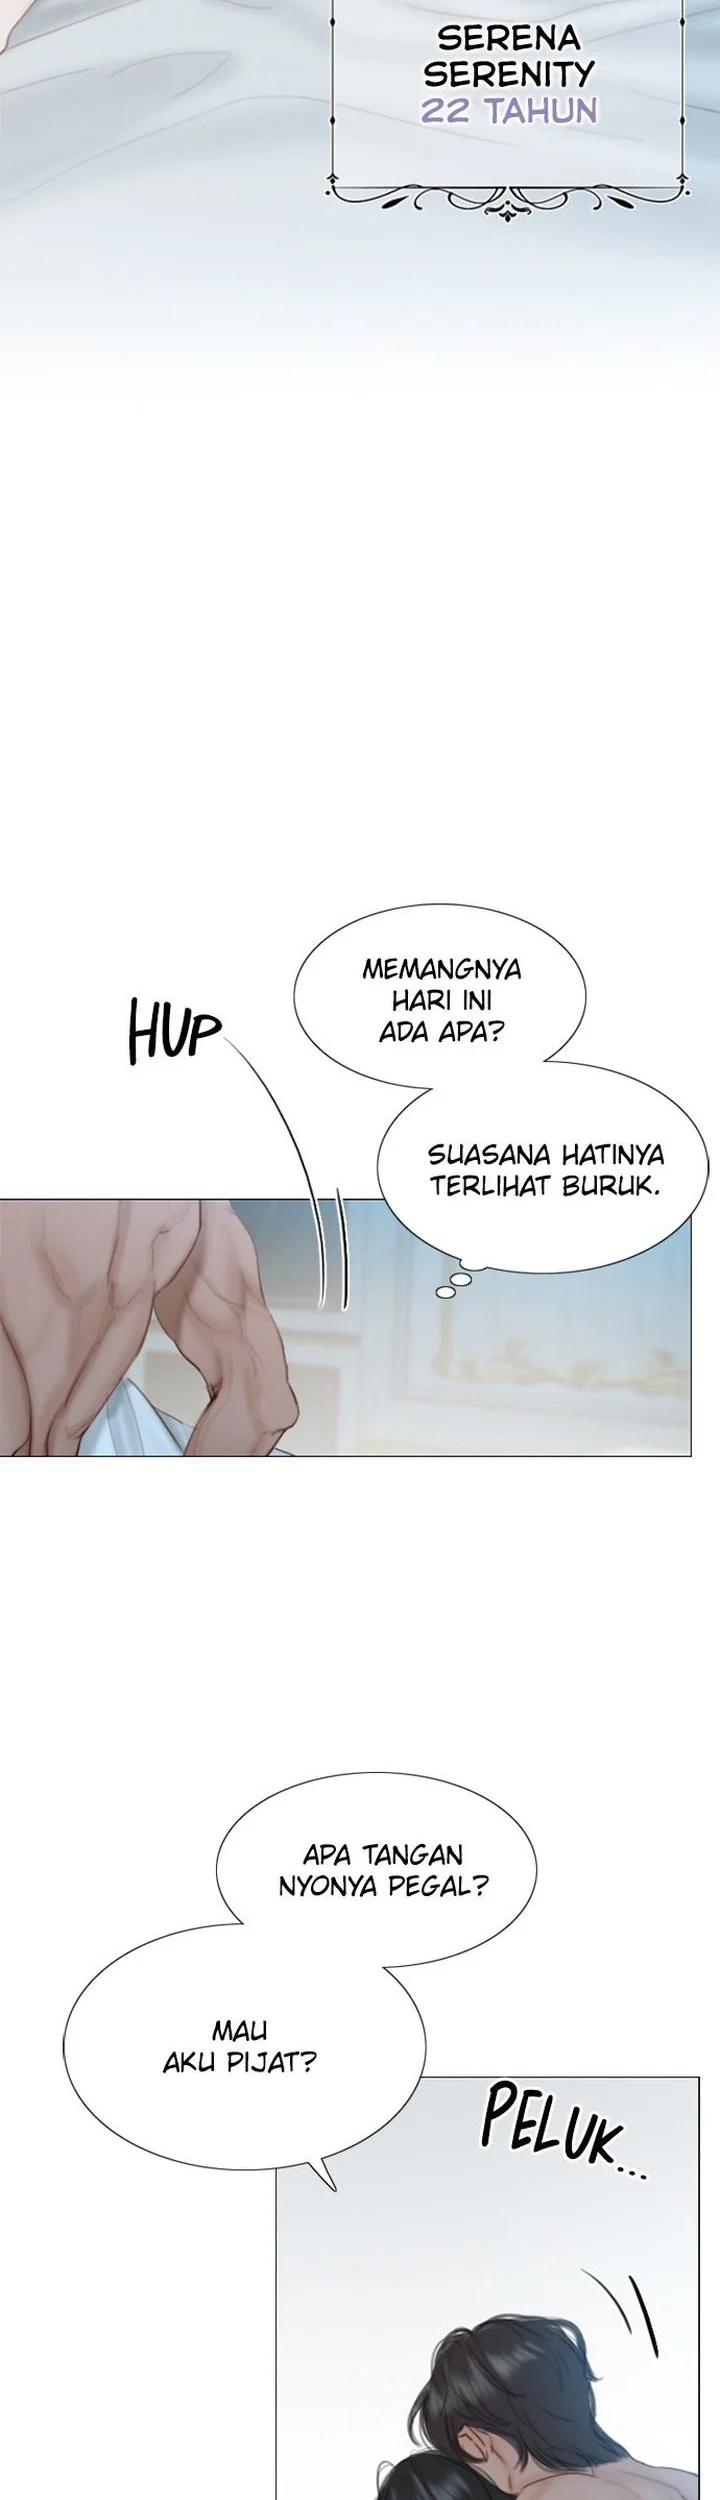 SERENA
SERENITY
22 TAHUN
HUP
MEMANGNYA
HARI INI
ADA APA?
SUASANA HATINYA
TERLIHAT BURUK.
APA TANGAN
NYONYA PEGAL?
MAU
AKU PIJAT?
PELUK...